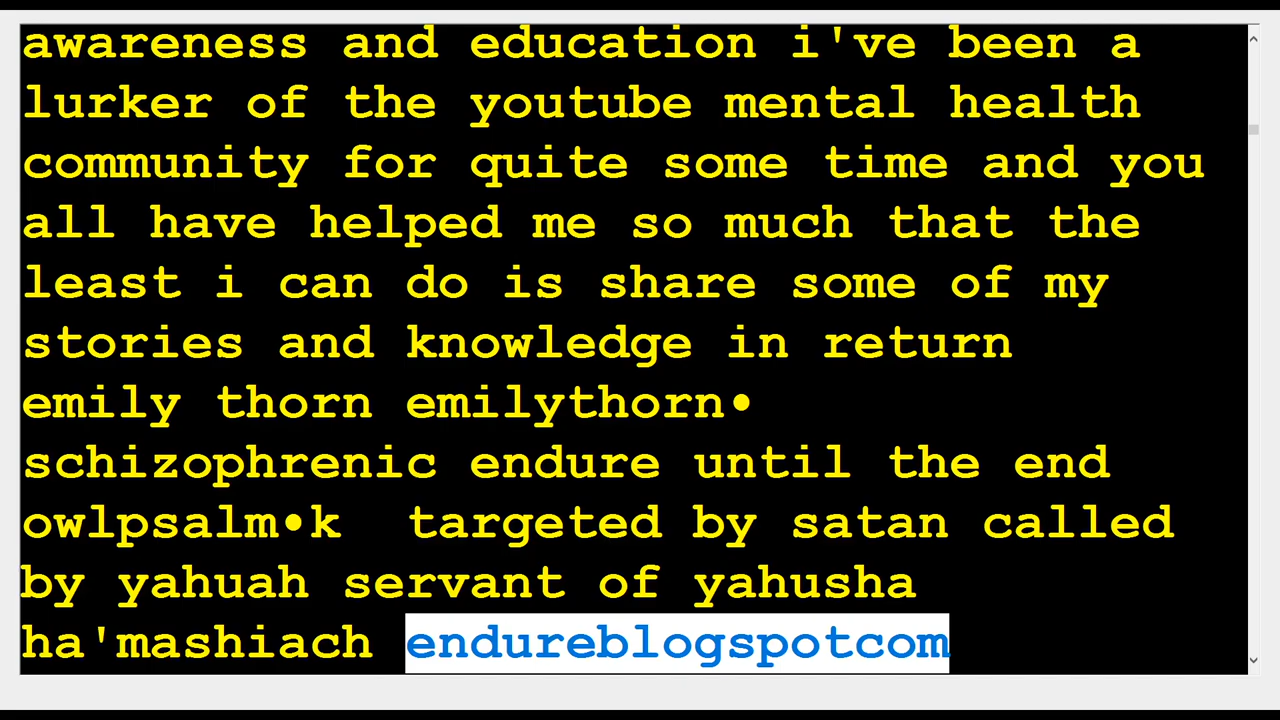 awareness and education i've been a
lurker of the youtube mental health
community for quite some time and you
all have helped me so much that the
least i can do is share some of my
stories and knowledge in return
emily thorn emilythorn•
schizophrenic endure until the end
owlpsalm•k  targeted by satan called
by yahuah servant of yahusha
ha'mashiach endureblogspotcom